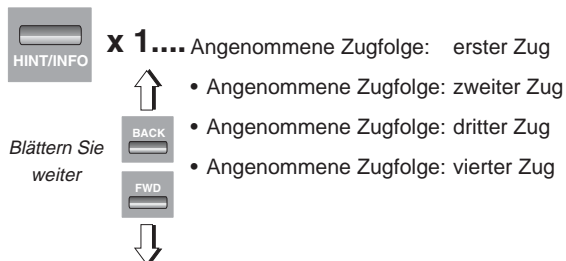 HINT/INFO x 1.... Angenommene Zugfolge: erster Zug
• Angenommene Zugfolge: zweiter Zug
BACK • Angenommene Zugfolge: dritter Zug
Blättern Sie
weiter
• Angenommene Zugfolge: vierter Zug
FWD